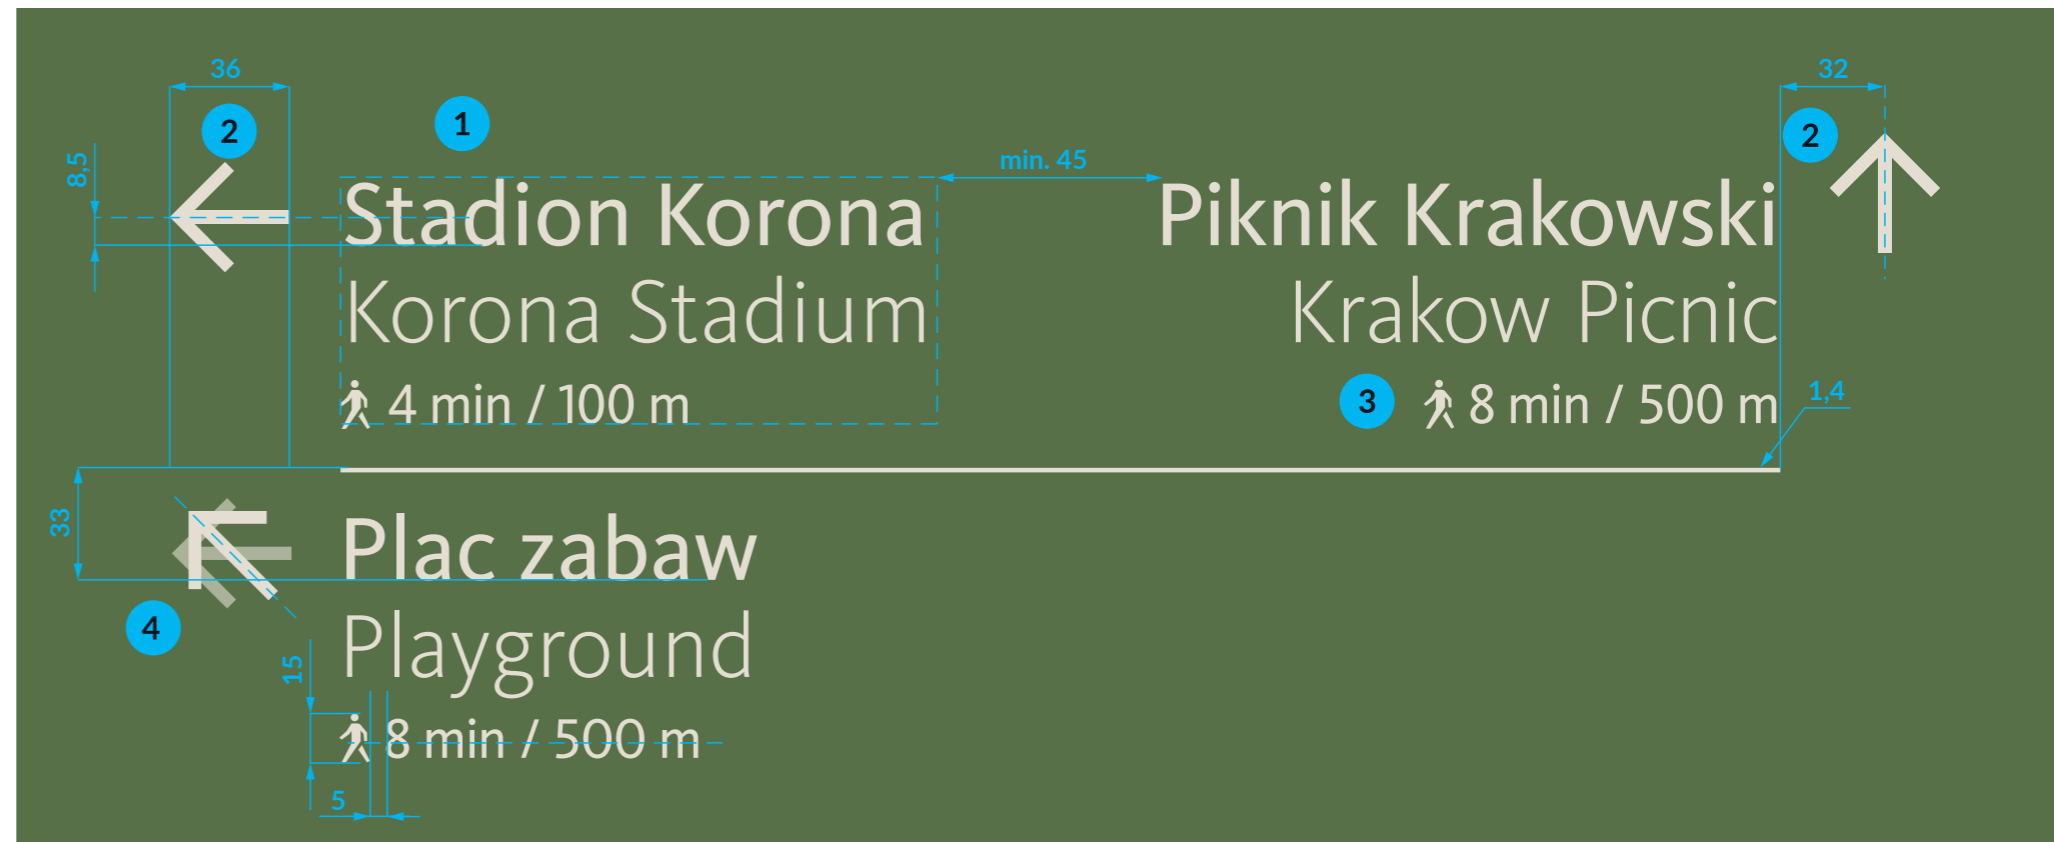 36
32
2
1
2
8,5
min. 45
Stadion Korona
Piknik Krakowski
Korona Stadium
Krakow Picnic
4 min / 100 m
3
8 min / 500 m
1,4
33
Plac zabaw
4
Playground
15
8 min / 500 m
5